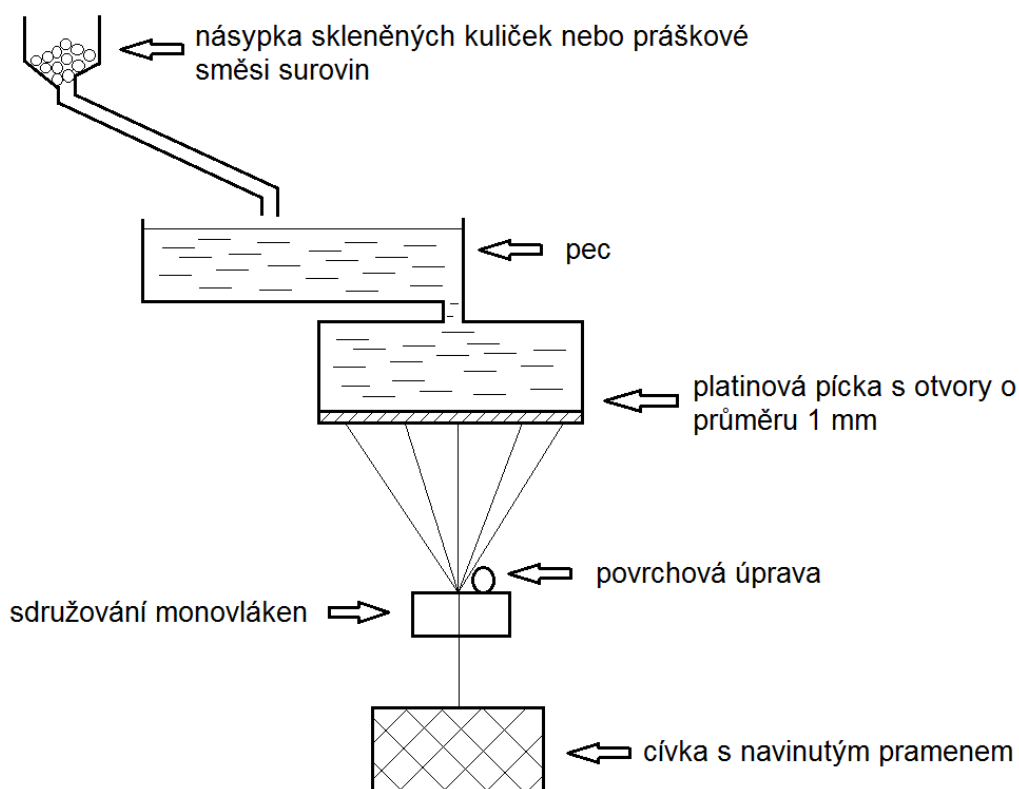 násypka skleněných kuliček nebo práškové
směsi surovin
pec
platinová pícka s otvory o
průměru 1 mm
povrchová úprava
sdružování monovláken
cívka s navinutým pramenem